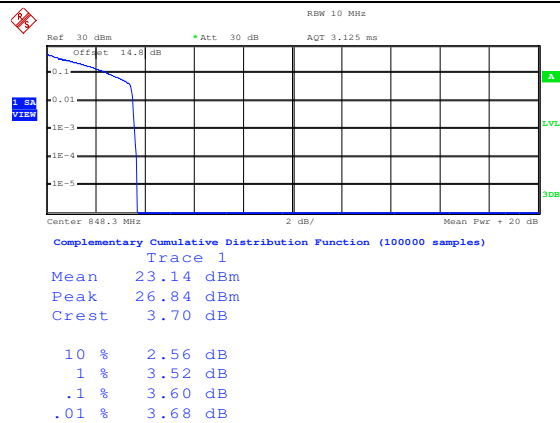 R S
RBW 10 MHz
Ref 30 dBm * Att 30 dB AQT 3.125 ms
Offset 14.8 dB
0.1
A
0.01
1 SA
VIEW
1E-3
LVL
1E-4
1E-5
3DB
Center 848.3 MHz 2 dB/ Mean Pwr + 20 dB
Complementary Cumulative Distribution Function (100000 samples)
Trace 1
Mean 23.14 dBm
Peak 26.84 dBm
Crest 3.70 dB
10 % 2.56 dB
1 % 3.52 dB
.1 % 3.60 dB
.01 % 3.68 dB